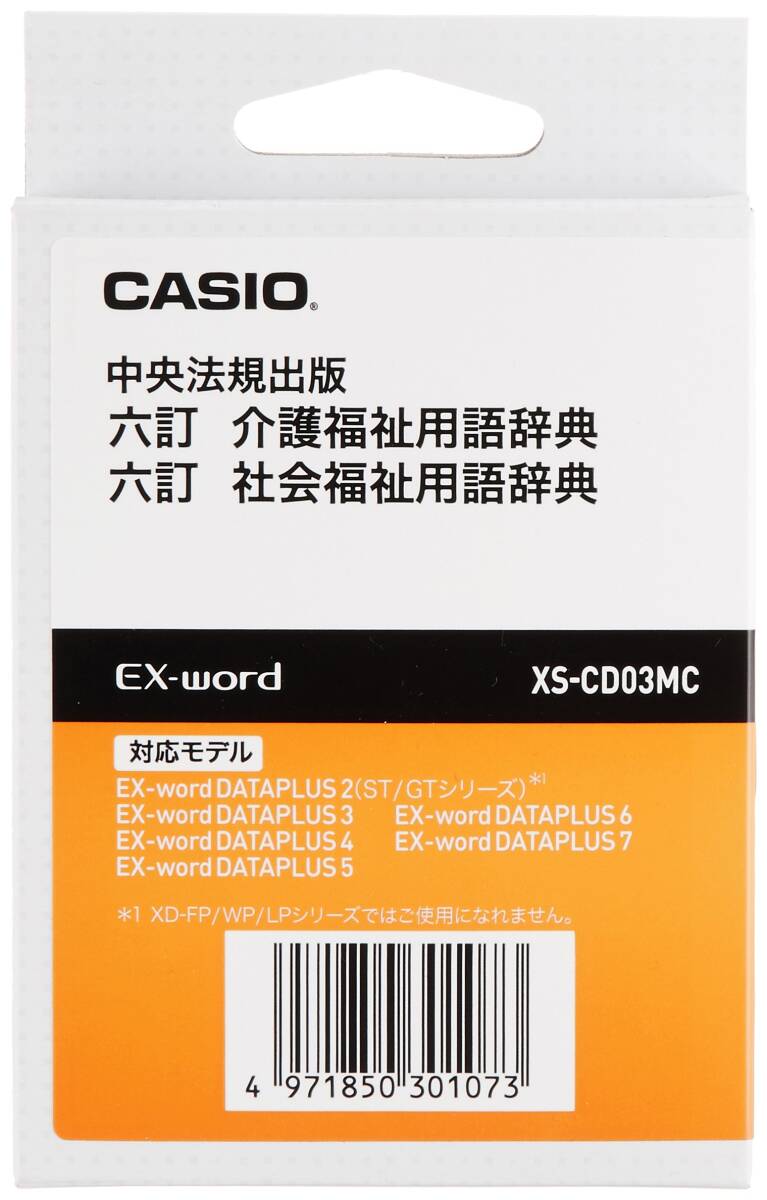 CASIO®
中央法規出版
六訂 介護福祉用語辞典
六訂 社会福祉用語辞典
EX-word XS-CD03MC
対応モデル
EX-word DATAPLUS 2(ST/GTシリーズ)*1
EX-word DATAPLUS 3 EX-word DATAPLUS 6
EX-word DATAPLUS 4 EX-word DATAPLUS 7
EX-word DATAPLUS 5
*1 XD-FP/WP/LPシリーズではご使用になれません。
4 971850 301073